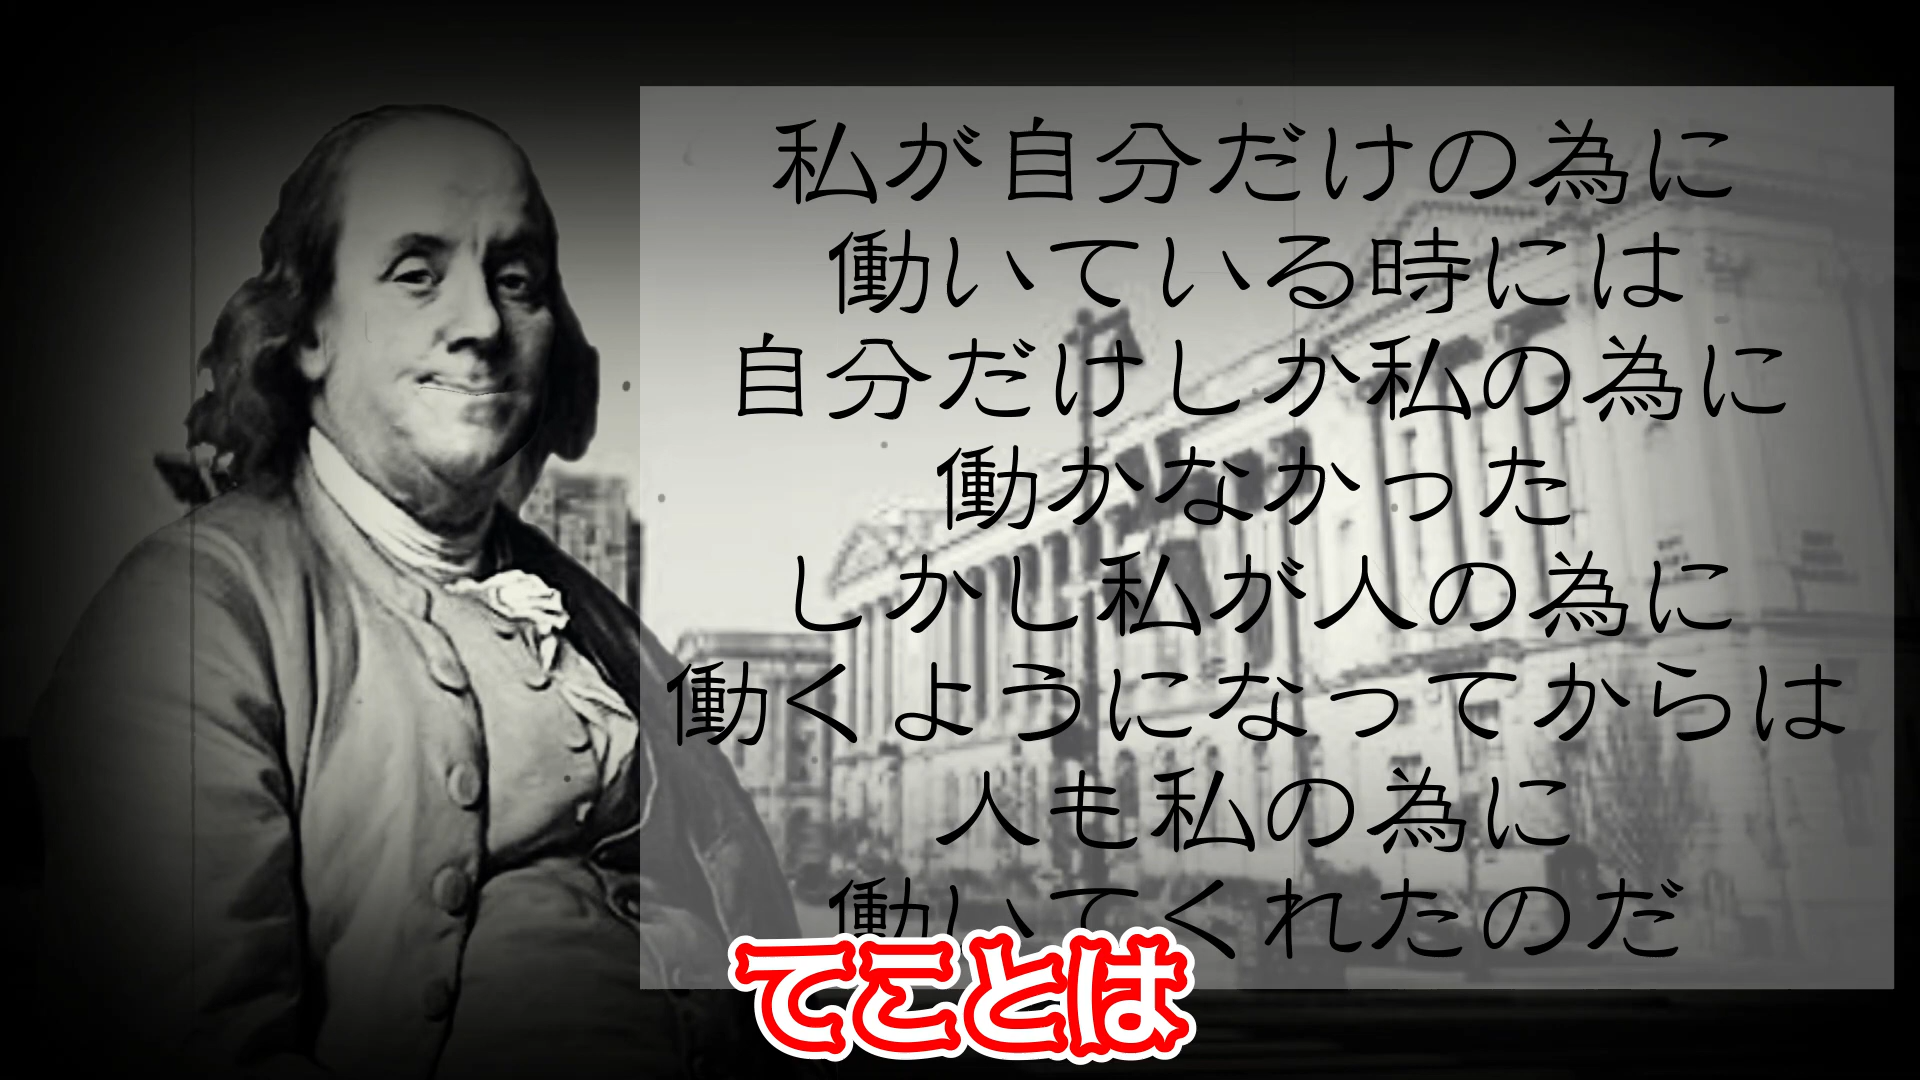 私が自分だけの為に
働いている時には
自分だけしか私の為に
働かなかった
しかし私が人の為に
働くようになってからは
人も私の為に
働いてくれたのだ
てことは